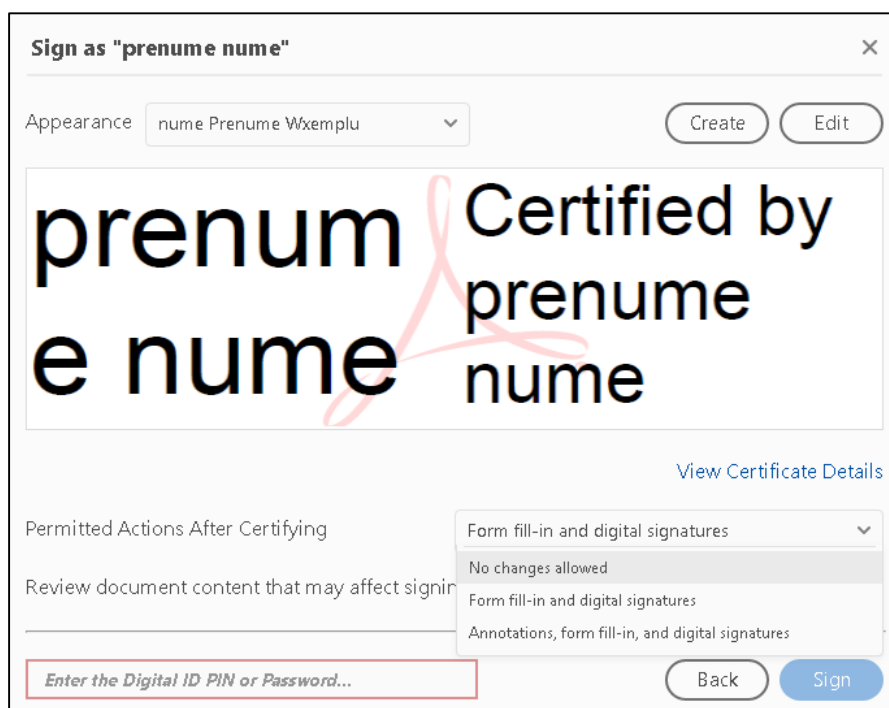 Sign as "prenume nume"
Appearance nume Prenume Wxemplu Create Edit
prenum
e nume
Certified by
prenume
nume
View Certificate Details
Permitted Actions After Certifying Form fill-in and digital signatures
No changes allowed
Review document content that may affect signin
Form fill-in and digital signatures
Annotations, form fill-in, and digital signatures
Enter the Digital ID PIN or Password... Back Sign